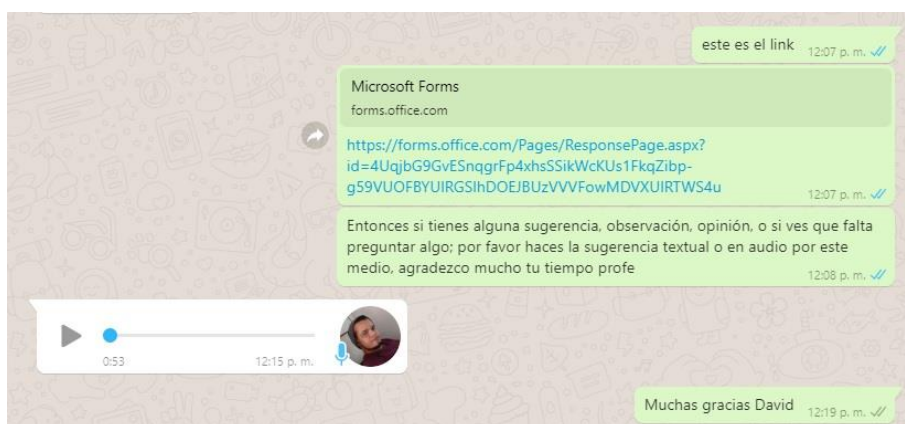 este es el link 12:07 p. m.
Microsoft Forms
forms.office.com
https://forms.office.com/Pages/ResponsePage.aspx?
id=4UqjbG9GvESnqgrFp4xhsSSikWcKUs1FkqZibp-
g59VUOFBYUlRGSlhDOEJBUzVVVFowMDVXUlRTWS4u 12:07 p. m.
Entonces si tienes alguna sugerencia, observación, opinión, o si ves que falta
preguntar algo; por favor haces la sugerencia textual o en audio por este
medio, agradezco mucho tu tiempo profe 12:08 p. m.
0:53 12:15 p. m.
Muchas gracias David 12:19 p. m.